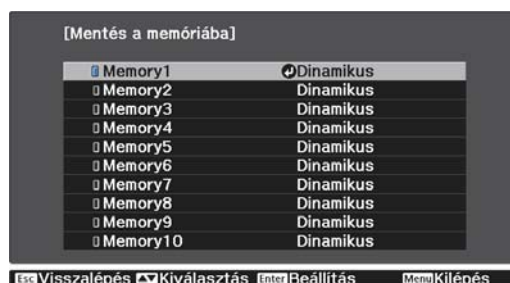 [Mentés a memóriába]
Memory1 Dinamikus
Memory2 Dinamikus
Memory3 Dinamikus
Memory4 Dinamikus
Memory5 Dinamikus
Memory6 Dinamikus
Memory7 Dinamikus
Memory8 Dinamikus
Memory9 Dinamikus
Memory10 Dinamikus
Esc Visszalépés Kiválasztás Enter Beállítás Menu Kilépés